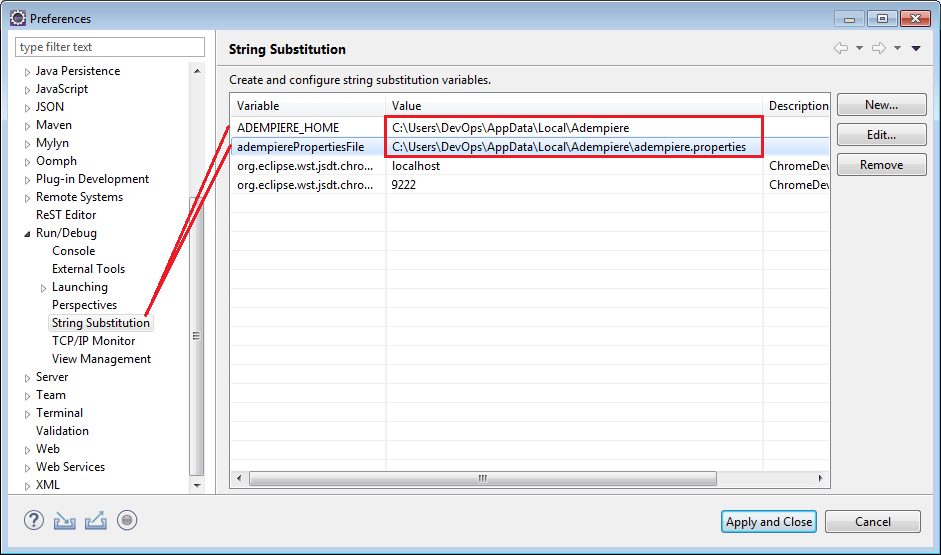 Preferences
type filter text
Java Persistence
JavaScript
JSON
Maven
Mylyn
Oomph
Plug-in Development
Remote Systems
ReST Editor
Run/Debug
Console
External Tools
Launching
Perspectives
String Substitution
TCP/IP Monitor
View Management
Server
Team
Terminal
Validation
Web
Web Services
XML
String Substitution
Create and configure string substitution variables.
Variable Value Description
ADEMPIERE_HOME C:\Users\DevOps\AppData\Local\Adempiere
adempierePropertiesFile C:\Users\DevOps\AppData\Local\Adempiere\adempiere.properties
org.eclipse.wst.jsdt.chro... localhost ChromeDev
org.eclipse.wst.jsdt.chro... 9222 ChromeDev
New...
Edit...
Remove
?
Apply and Close
Cancel